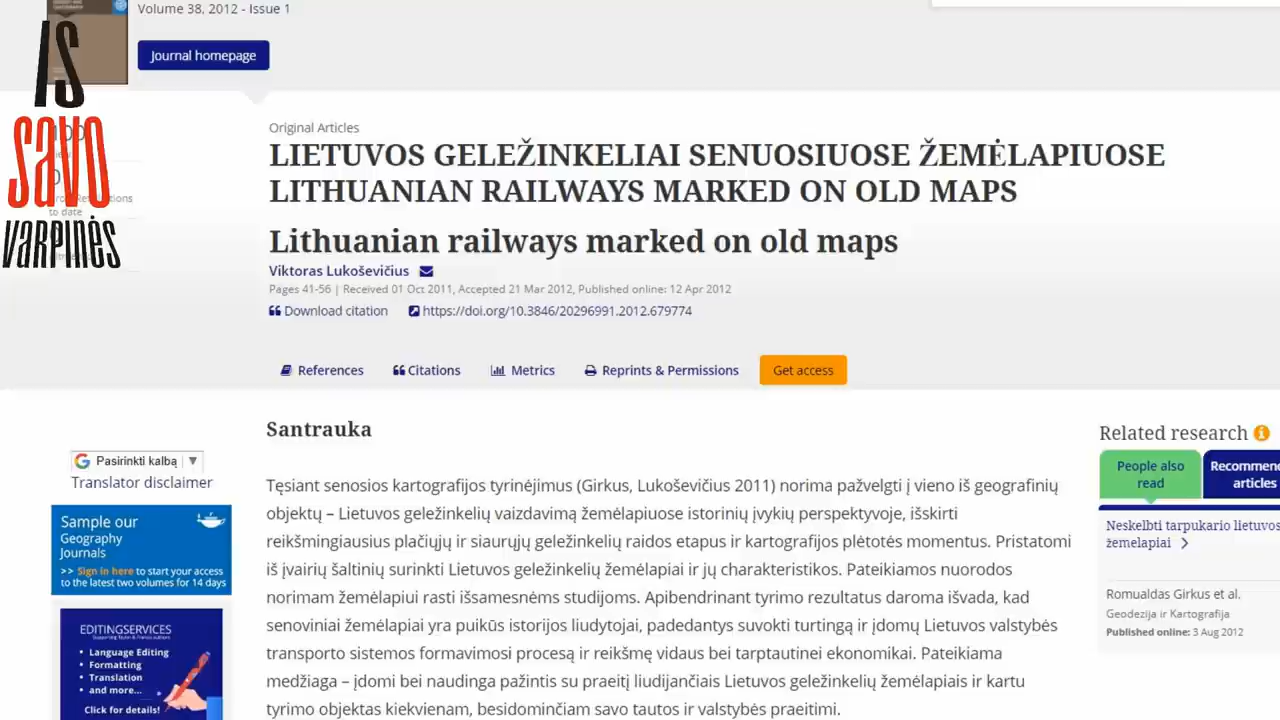 Volume 38, 2012 - Issue 1
Journal homepage
IS
SAVO
VARPINĖS
to date
Original Articles
LIETUVOS GELEŽINKELIAI SENUOSIUOSE ŽEMĖLAPIUOSE
LITHUANIAN RAILWAYS MARKED ON OLD MAPS
Lithuanian railways marked on old maps
Viktoras Lukoševičius
Pages 41-56 | Received 01 Oct 2011, Accepted 21 Mar 2012, Published online: 12 Apr 2012
Download citation https://doi.org/10.3846/20296991.2012.679774
References Citations Metrics Reprints & Permissions Get access
Pasirinkti kalbą ▼
Translator disclaimer
Sample our
Geography
Journals
>> Sign in here to start your access
to the latest two volumes for 14 days
EDITINGSERVICES
• Language Editing
• Formatting
• Translation
• and more...
Click for details!
Santrauka
Tęsiant senosios kartografijos tyrinėjimus (Girkus, Lukoševičius 2011) norima pažvelgti į vieno iš geografinių
objektų – Lietuvos geležinkelių vaizdavimą žemėlapiuose istorinių įvykių perspektyvoje, išskirti
reikšmingiausius plačiųjų ir siaurųjų geležinkelių raidos etapus ir kartografijos plėtotės momentus. Pristatomi
iš įvairių šaltinių surinkti Lietuvos geležinkelių žemėlapiai ir jų charakteristikos. Pateikiamos nuorodos
norimam žemėlapiui rasti išsamesnėms studijoms. Apibendrinant tyrimo rezultatus daroma išvada, kad
senoviniai žemėlapiai yra puikūs istorijos liudytojai, padedantys suvokti turtingą ir įdomų Lietuvos valstybės
transporto sistemos formavimosi procesą ir reikšmę vidaus bei tarptautinei ekonomikai. Pateikiama
medžiaga – įdomi bei naudinga pažintis su praeitį liudijančiais Lietuvos geležinkelių žemėlapiais ir kartu
tyrimo objektas kiekvienam, besidominčiam savo tautos ir valstybės praeitimi.
Related research
People also
read
Recommen
articles
Neskelbti tarpukario lietuvos
žemėlapiai
Romualdas Girkus et al.
Geodezija ir Kartografija
Published online: 3 Aug 2012